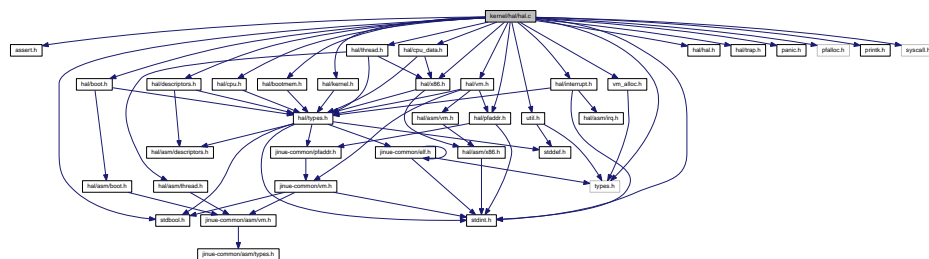 kernel/hal/hal.c
assert.h
hal/thread.h
hal/cpu_data.h
hal/hal.h
hal/trap.h
panic.h
pfalloc.h
printk.h
syscall.h
hal/boot.h
hal/descriptors.h
hal/cpu.h
hal/bootmem.h
hal/kernel.h
hal/x86.h
hal/vm.h
hal/interrupt.h
vm_alloc.h
hal/types.h
hal/asm/vm.h
hal/pfaddr.h
util.h
hal/asm/irq.h
hal/asm/descriptors.h
jinue-common/pfaddr.h
jinue-common/elf.h
hal/asm/x86.h
stddef.h
hal/asm/boot.h
hal/asm/thread.h
jinue-common/vm.h
types.h
stdbool.h
jinue-common/asm/vm.h
stdint.h
jinue-common/asm/types.h